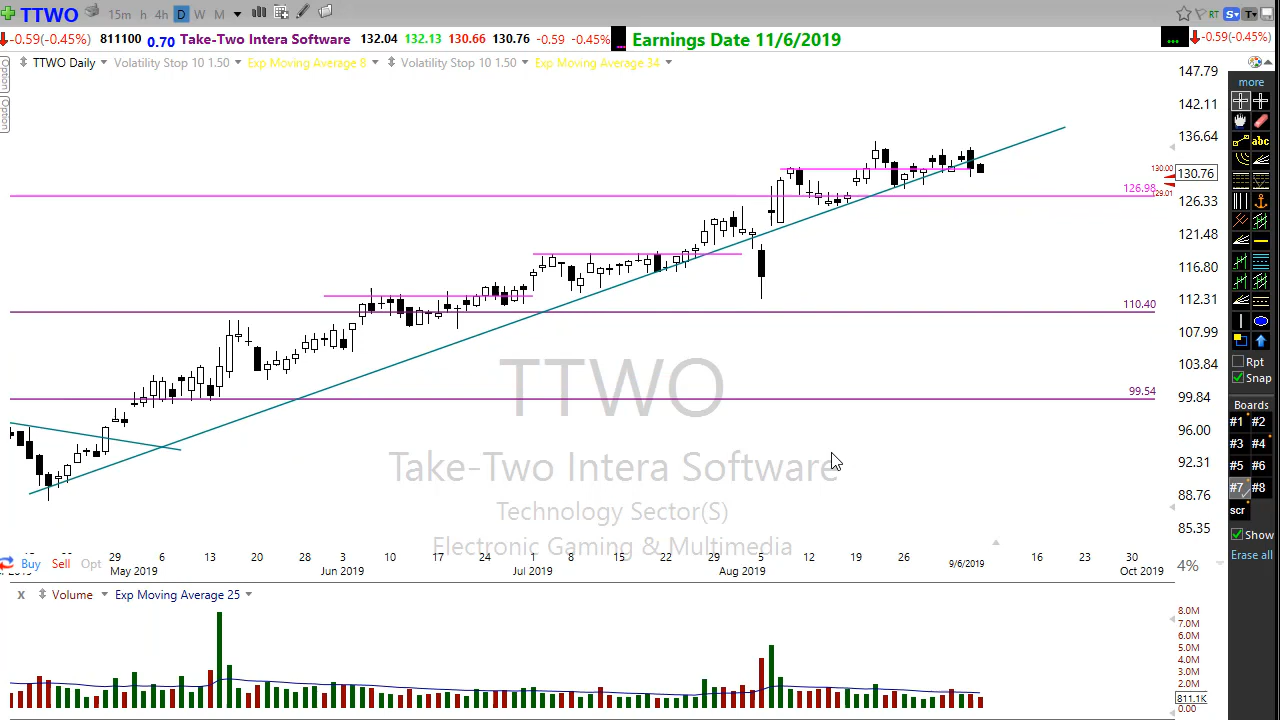 TTWO 15m h 4h D W M RT S T
-0.59(-0.45%) 811100 0.70 Take-Two Intera Software 132.04 132.13 130.66 130.76 -0.59 -0.45% ... Earnings Date 11/6/2019 ... -0.59(-0.45%)
TTWO Daily Volatility Stop 10 1.50 Exp Moving Average 8 Volatility Stop 10 1.50 Exp Moving Average 34
Option
Option
147.79
142.11
136.64
130.00
130.76
129.01
126.98
126.33
121.48
116.80
112.31
110.40
107.99
103.84
99.54
99.84
96.00
92.31
88.76
85.35
TTWO
Take-Two Intera Software
Technology Sector(S)
Electronic Gaming & Multimedia
29 6 13 20 28 3 10 17 24 1 8 15 22 29 5 12 19 26 9/6/2019 16 23 30
May 2019 Jun 2019 Jul 2019 Aug 2019 Oct 2019
Buy Sell Opt
4%
x Volume Exp Moving Average 25
8.0M
7.0M
6.0M
5.0M
4.0M
3.0M
2.0M
811.1K
0.00
more
abc
Rpt
Snap
Boards
#1 #2
#3 #4
#5 #6
#7 #8
scr
Show
Erase all